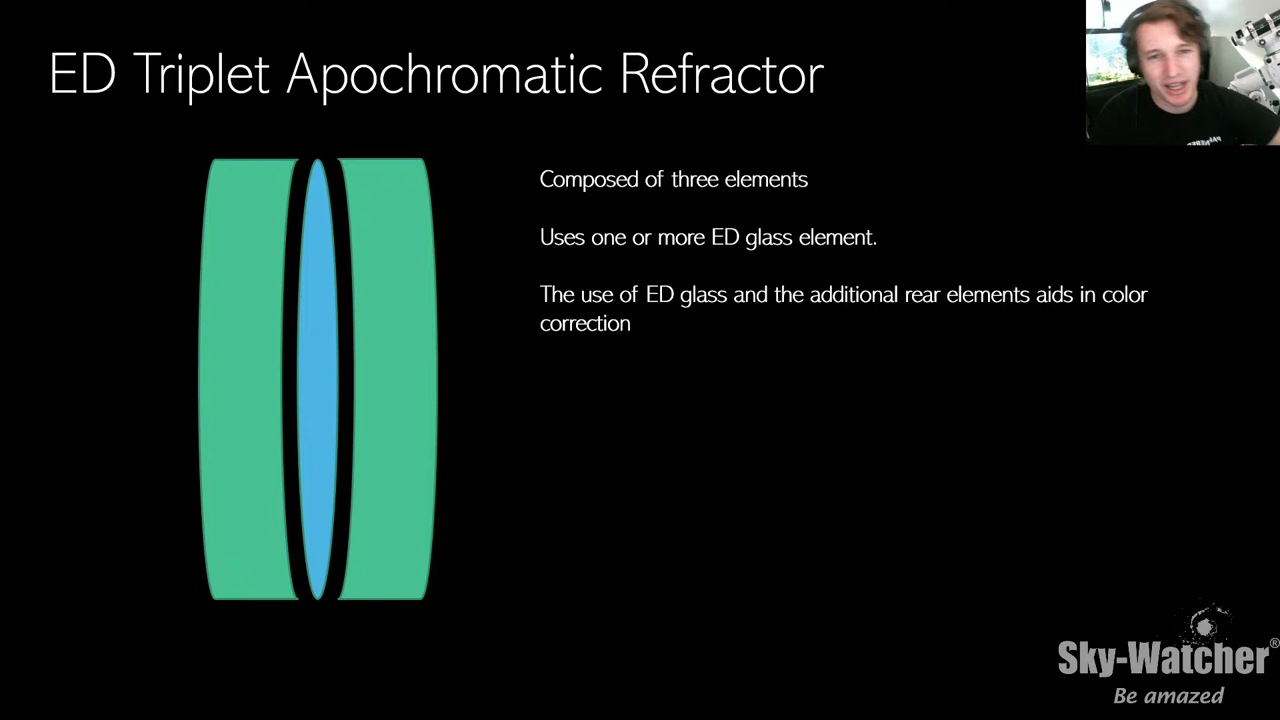 ED Triplet Apochromatic Refractor
Composed of three elements
Uses one or more ED glass element.
The use of ED glass and the additional rear elements aids in color
correction
Sky-Watcher®
Be amazed